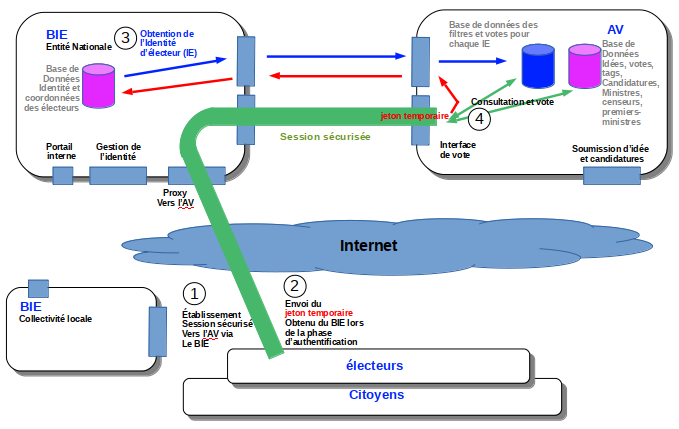 BIE
Entité Nationale
3
Obtention de
l'Identité
d'électeur (IE)
Base de
Données
Identité et
coordonnées
des électeurs
Portail
interne
Gestion de
l'identité
Proxy
Vers l'AV
Session sécurisée
jeton temporaire
Base de données des
filtres et votes pour
chaque IE
AV
Base de
Données
Idées, votes,
tags,
Candidatures,
Ministres,
censeurs,
premiers-
ministres
Consultation et vote
4
Interface
de vote
Soumission d'idée
et candidatures
Internet
BIE
Collectivité locale
1
Établissement
Session sécurisé
Vers l'AV via
Le BIE
2
Envoi du
jeton temporaire
Obtenu du BIE lors
de la phase
d'authentification
électeurs
Citoyens